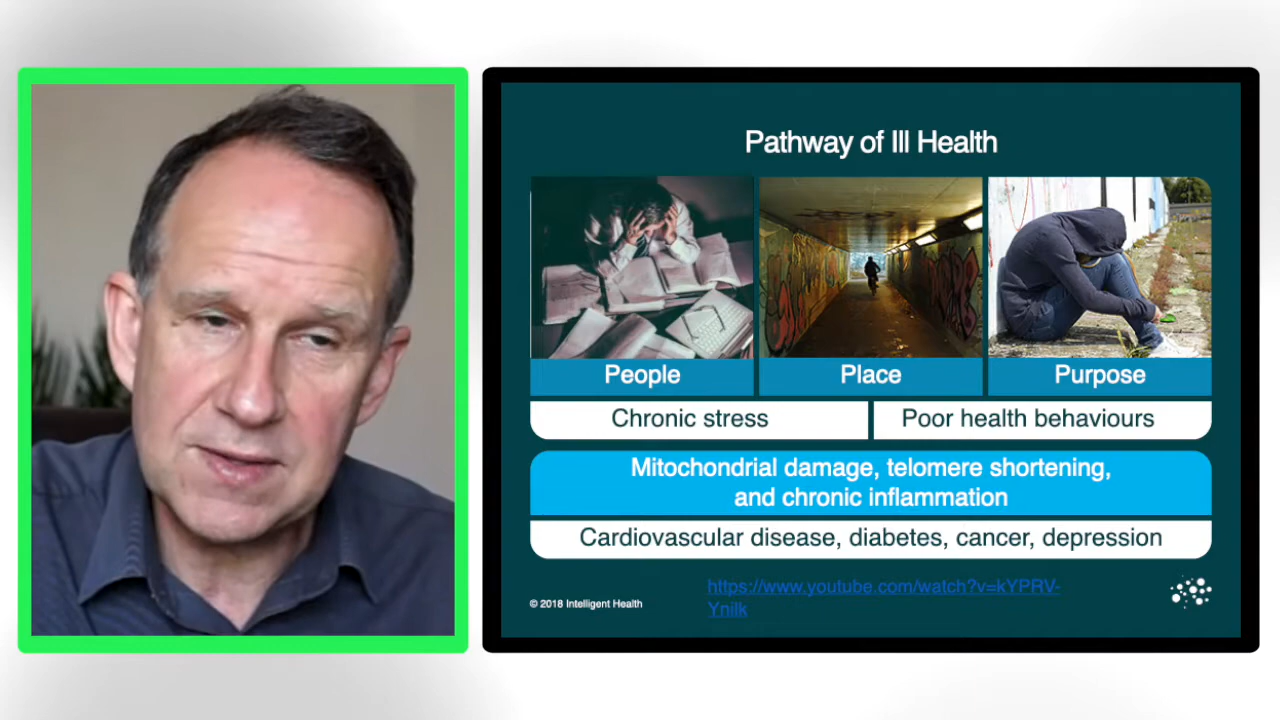 Pathway of Ill Health
People
Place
Purpose
Chronic stress
Poor health behaviours
Mitochondrial damage, telomere shortening,
and chronic inflammation
Cardiovascular disease, diabetes, cancer, depression
https://www.youtube.com/watch?v=kYPRV-
Ynilk
© 2018 Intelligent Health